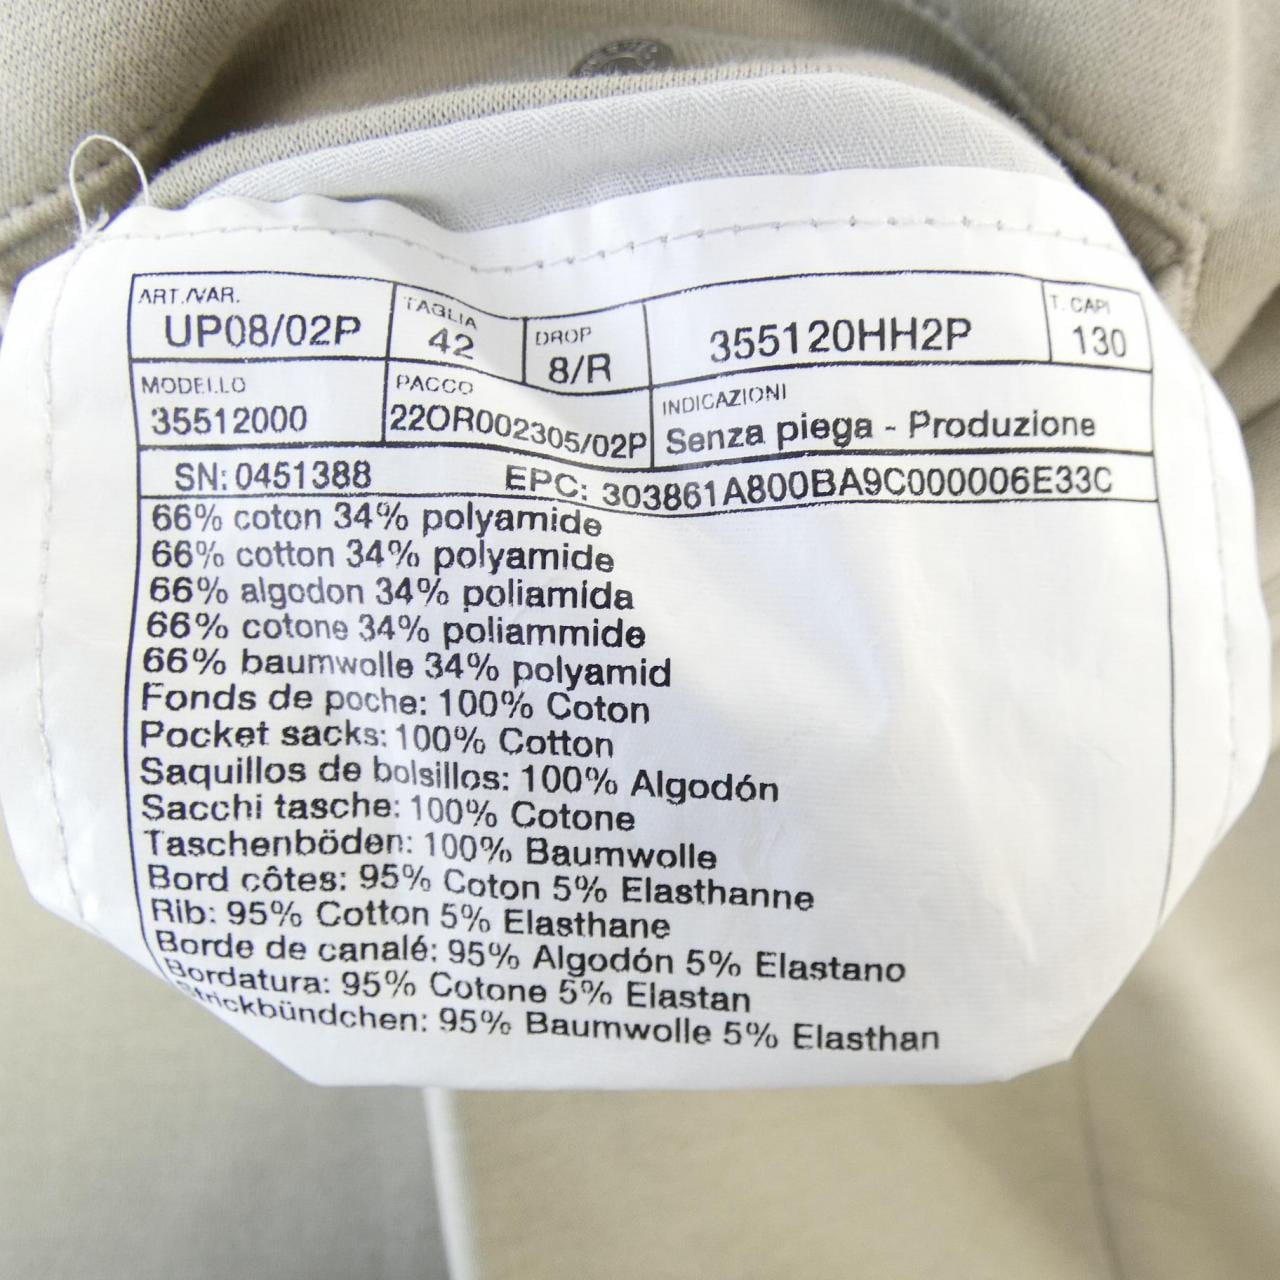 ART./VAR. TAGLIA DROP T. CAPI
UP08/02P 42 8/R 355120HH2P 130
MODELLO PACCO INDICAZIONI
35512000 22OR002305/02P Senza piega - Produzione
SN: 0451388 EPC: 303861A800BA9C000006E33C
66% coton 34% polyamide
66% cotton 34% polyamide
66% algodon 34% poliamida
66% cotone 34% poliammide
66% baumwolle 34% polyamid
Fonds de poche: 100% Coton
Pocket sacks: 100% Cotton
Saquillos de bolsillos: 100% Algodón
Sacchi tasche: 100% Cotone
Taschenböden: 100% Baumwolle
Bord côtes: 95% Coton 5% Elasthanne
Rib: 95% Cotton 5% Elasthane
Borde de canalé: 95% Algodón 5% Elastano
Bordatura: 95% Cotone 5% Elastan
Strickbündchen: 95% Baumwolle 5% Elasthan